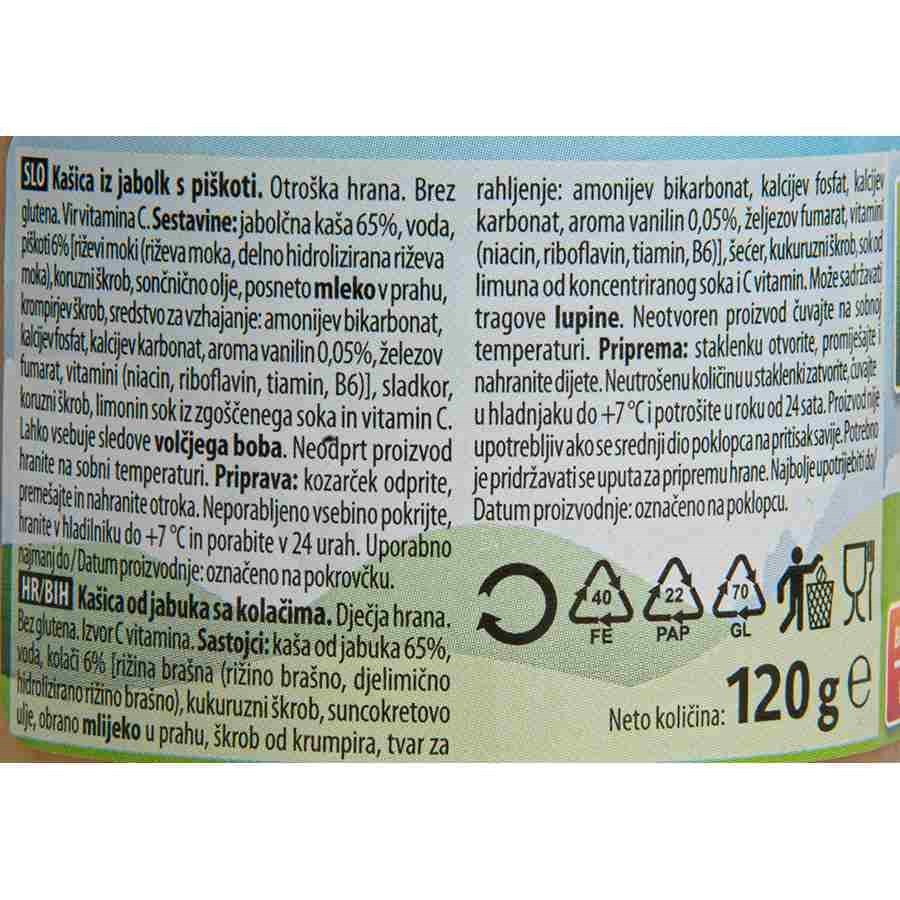 SLO Kašica iz jabolk s piškoti. Otroška hrana. Brez
glutena. Vir vitamina C. Sestavine: jabolčna kaša 65%, voda,
piškoti 6% [riževi moki (riževa moka, delno hidrolizirana riževa
moka), koruzni škrob, sončnično olje, posneto mleko v prahu,
krompirjev škrob, sredstvo za vzhajanje: amonijev bikarbonat,
kalcijev fosfat, kalcijev karbonat, aroma vanilin 0,05%, železov
fumarat, vitamini (niacin, riboflavin, tiamin, B6)], sladkor,
koruzni škrob, limonin sok iz zgoščenega soka in vitamin C.
Lahko vsebuje sledove volčjega boba. Neodprt proizvod
hranite na sobni temperaturi. Priprava: kozarček odprite,
premešajte in nahranite otroka. Neporabljeno vsebino pokrijte,
hranite v hladilniku do +7 °C in porabite v 24 urah. Uporabno
najmanj do / Datum proizvodnje: označeno na pokrovčku.
HR/BIH Kašica od jabuka sa kolačima. Dječja hrana.
Bez glutena. Izvor C vitamina. Sastojci: kaša od jabuka 65%,
voda, kolači 6% [rižina brašna (rižino brašno, djelimično
hidrolizirano rižino brašno), kukuruzni škrob, suncokretovo
ulje, obrano mlijeko u prahu, škrob od krumpira, tvar za
rahljenje: amonijev bikarbonat, kalcijev fosfat, kalcijev
karbonat, aroma vanilin 0,05%, željezov fumarat, vitamini
(niacin, riboflavin, tiamin, B6)], šećer, kukuruzni škrob, sok od
limuna od koncentriranog soka i C vitamin. Može sadržavati
tragove lupine. Neotvoren proizvod čuvajte na sobnoj
temperaturi. Priprema: staklenku otvorite, promiješajte i
nahranite dijete. Neutrošenu količinu u staklenki zatvorite, čuvajte
u hladnjaku do +7 °C i potrošite u roku od 24 sata. Proizvod nije
upotrebljiv ako se srednji dio poklopca na pritisak savije. Potrebno
je pridržavati se uputa za pripremu hrane. Najbolje upotrijebiti do/
Datum proizvodnje: označeno na poklopcu.
40 22 70
FE PAP GL
Neto količina: 120 g e